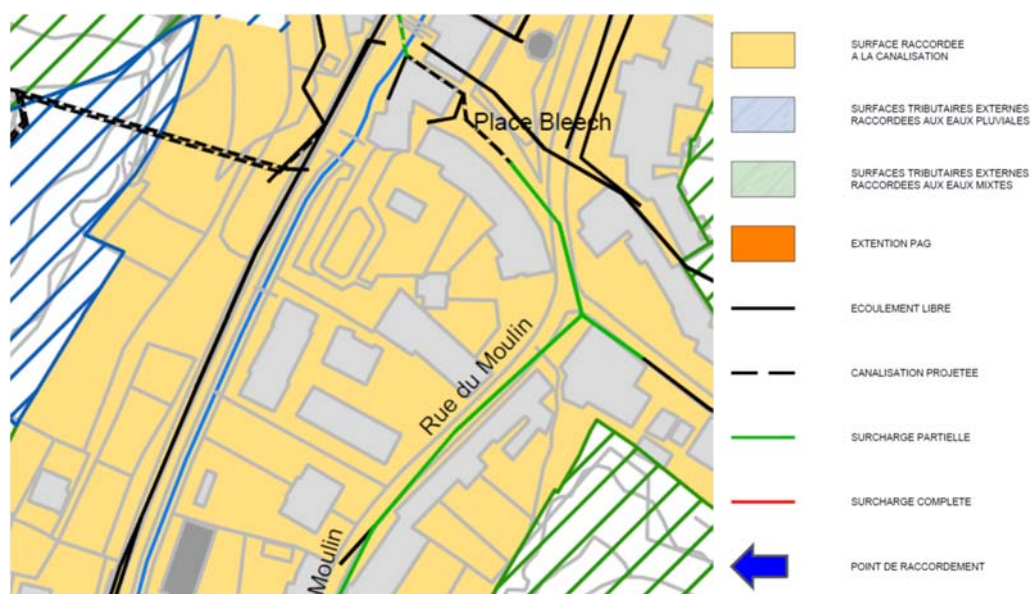 Place Bleech
Rue du Moulin
Moulin
SURFACE RACCORDEE
A LA CANALISATION
SURFACES TRIBUTAIRES EXTERNES
RACCORDEES AUX EAUX PLUVIALES
SURFACES TRIBUTAIRES EXTERNES
RACCORDEES AUX EAUX MIXTES
EXTENTION PAG
ECOULEMENT LIBRE
CANALISATION PROJETEE
SURCHARGE PARTIELLE
SURCHARGE COMPLETE
POINT DE RACCORDEMENT